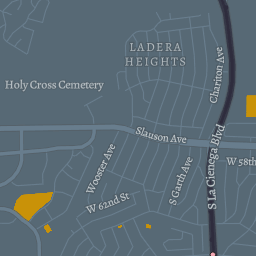 LADERA
HEIGHTS
Chariton Ave
Holy Cross Cemetery
Slauson Ave
S La Cienega Blvd
W 58th
Wooster Ave
S Garth Ave
W 62nd St